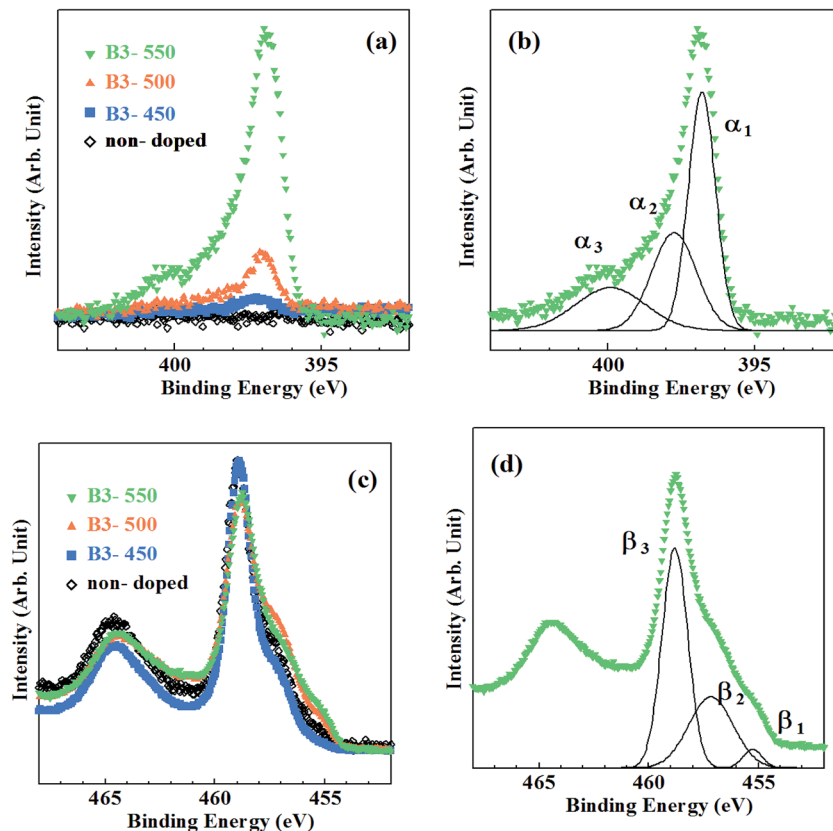 (a)
B3- 550
B3- 500
B3- 450
non- doped
Intensity (Arb. Unit)
400
395
Binding Energy (eV)
(b)
α1
α2
α3
Intensity (Arb. Unit)
400
395
Binding Energy (eV)
(c)
B3- 550
B3- 500
B3- 450
non- doped
Intensity (Arb. Unit)
465
460
455
Binding Energy (eV)
(d)
β3
β2
β1
Intensity (Arb. Unit)
465
460
455
Binding Energy (eV)